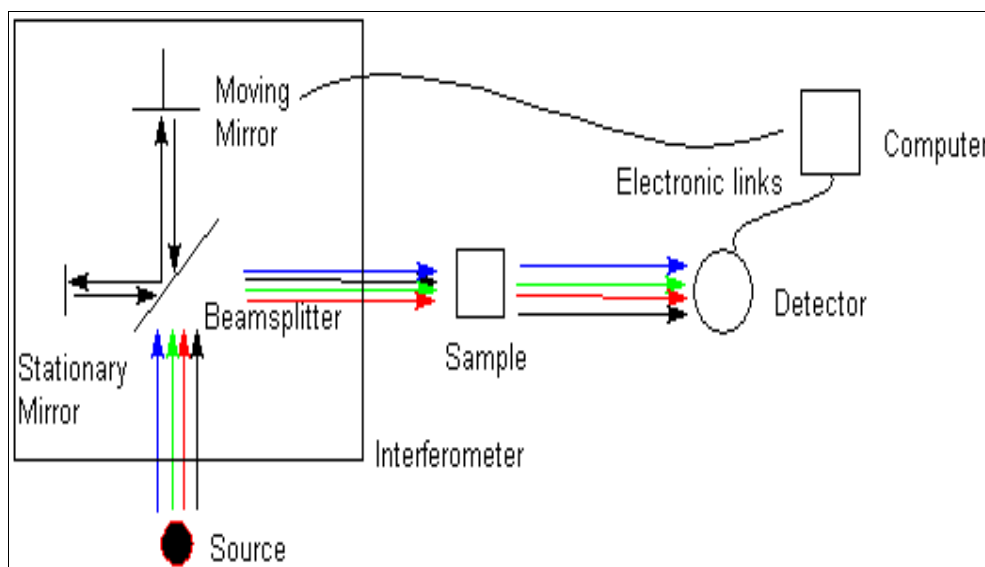 Moving
Mirror
Computer
Electronic links
Beamsplitter
Detector
Sample
Stationary
Mirror
Interferometer
Source